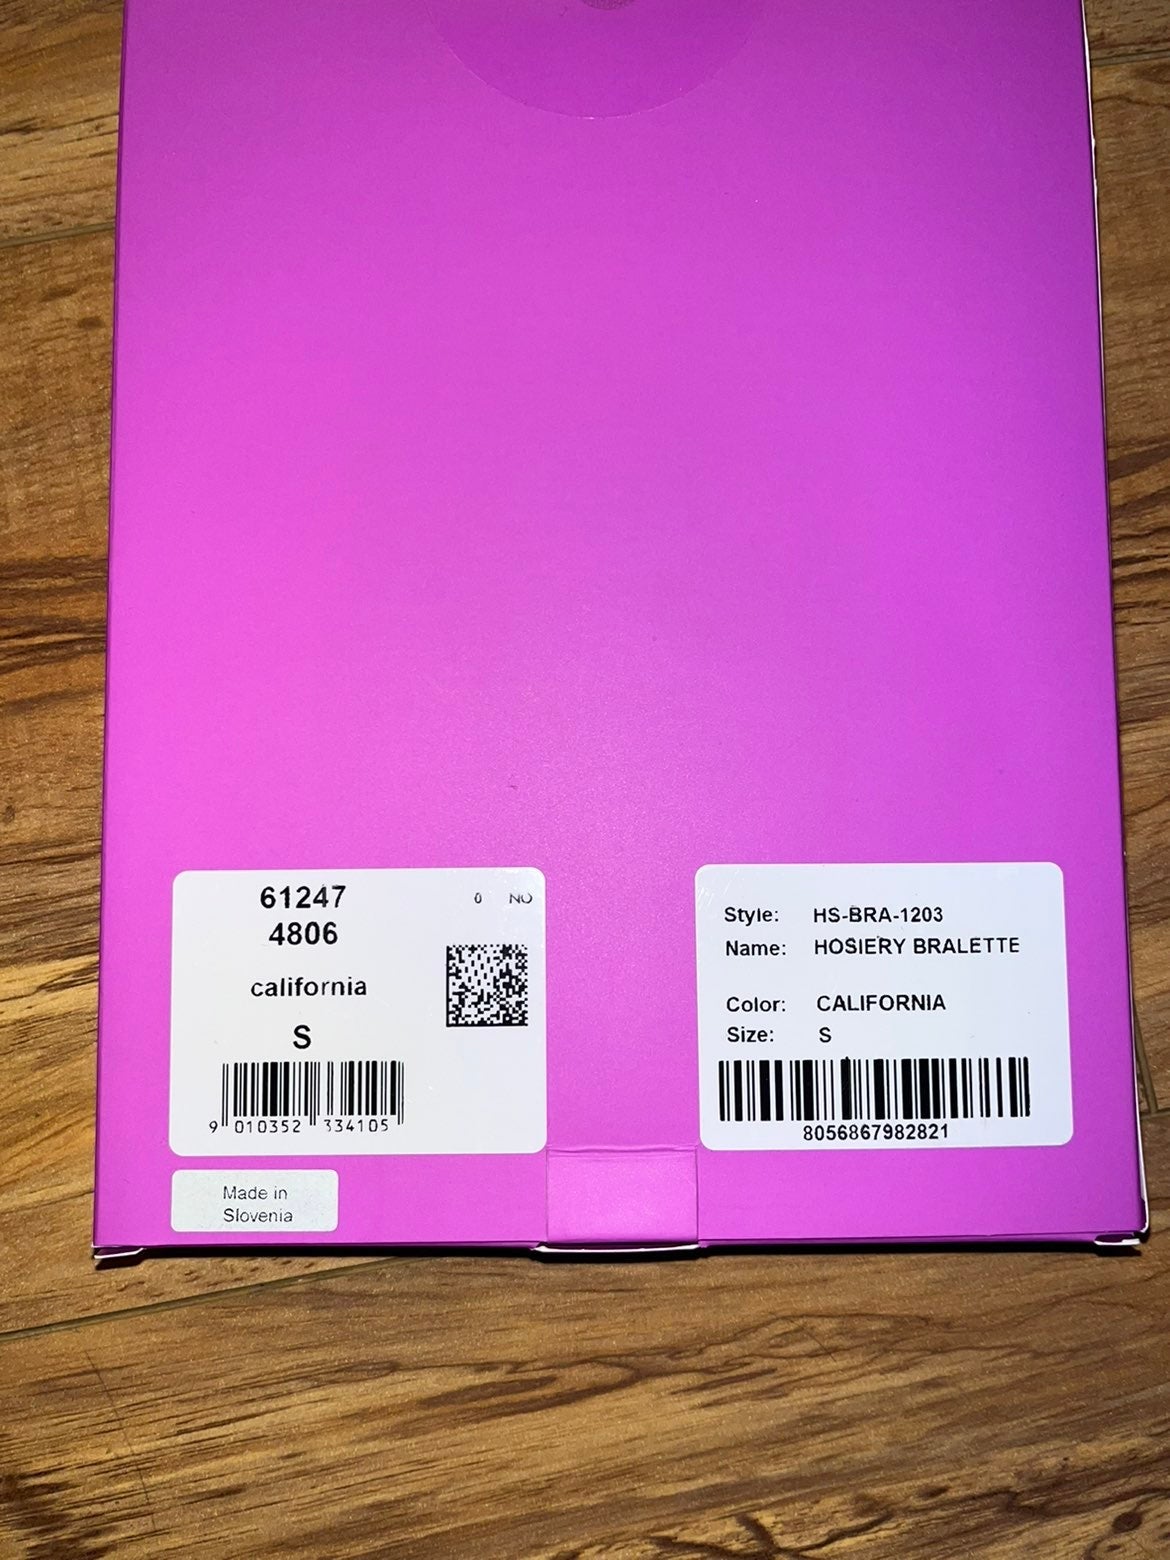 61247
4806
0 NO
california
S
9 010352 334105
Made in
Slovenia
Style: HS-BRA-1203
Name: HOSIERY BRALETTE
Color: CALIFORNIA
Size: S
8056867982821